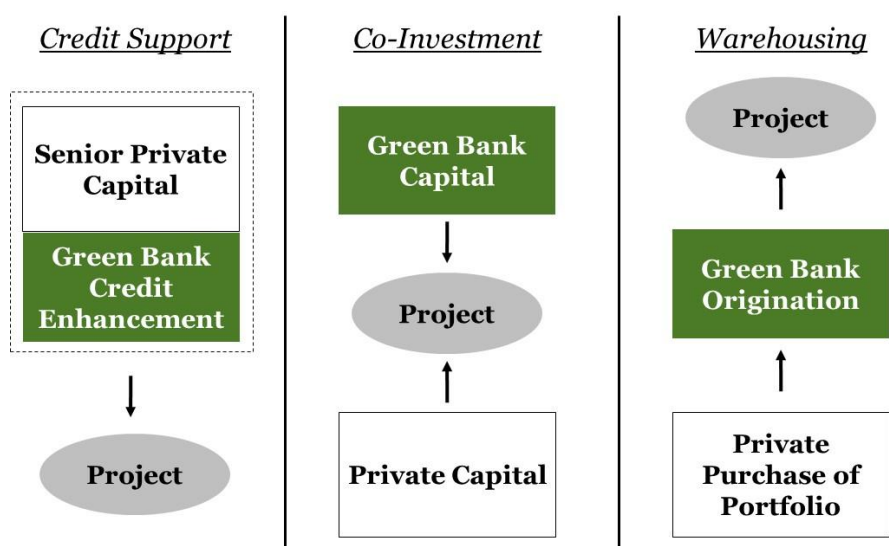 Credit Support
Senior Private
Capital
Green Bank
Credit
Enhancement
Project
Co-Investment
Green Bank
Capital
Project
Private Capital
Warehousing
Project
Green Bank
Origination
Private
Purchase of
Portfolio